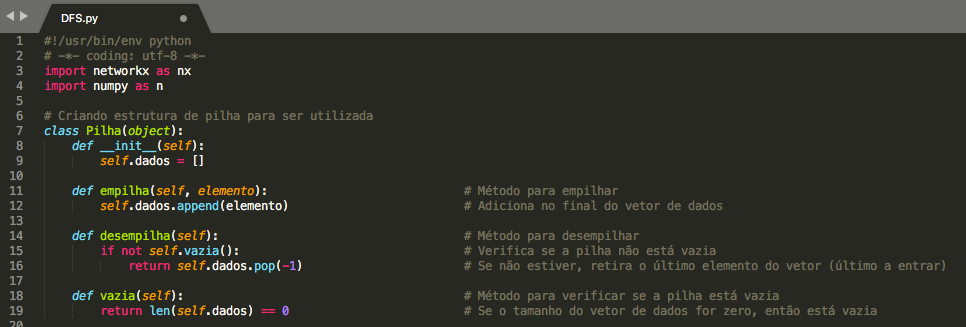 DFS.py
1 #!/usr/bin/env python
2 # -*- coding: utf-8 -*-
3 import networkx as nx
4 import numpy as n
5
6 # Criando estrutura de pilha para ser utilizada
7 class Pilha(object):
8     def __init__(self):
9         self.dados = []
10
11     def empilha(self, elemento): # Método para empilhar
12         self.dados.append(elemento) # Adiciona no final do vetor de dados
13
14     def desempilha(self): # Método para desempilhar
15         if not self.vazia(): # Verifica se a pilha não está vazia
16             return self.dados.pop(-1) # Se não estiver, retira o último elemento do vetor (último a entrar)
17
18     def vazia(self): # Método para verificar se a pilha está vazia
19         return len(self.dados) == 0 # Se o tamanho do vetor de dados for zero, então está vazia
20